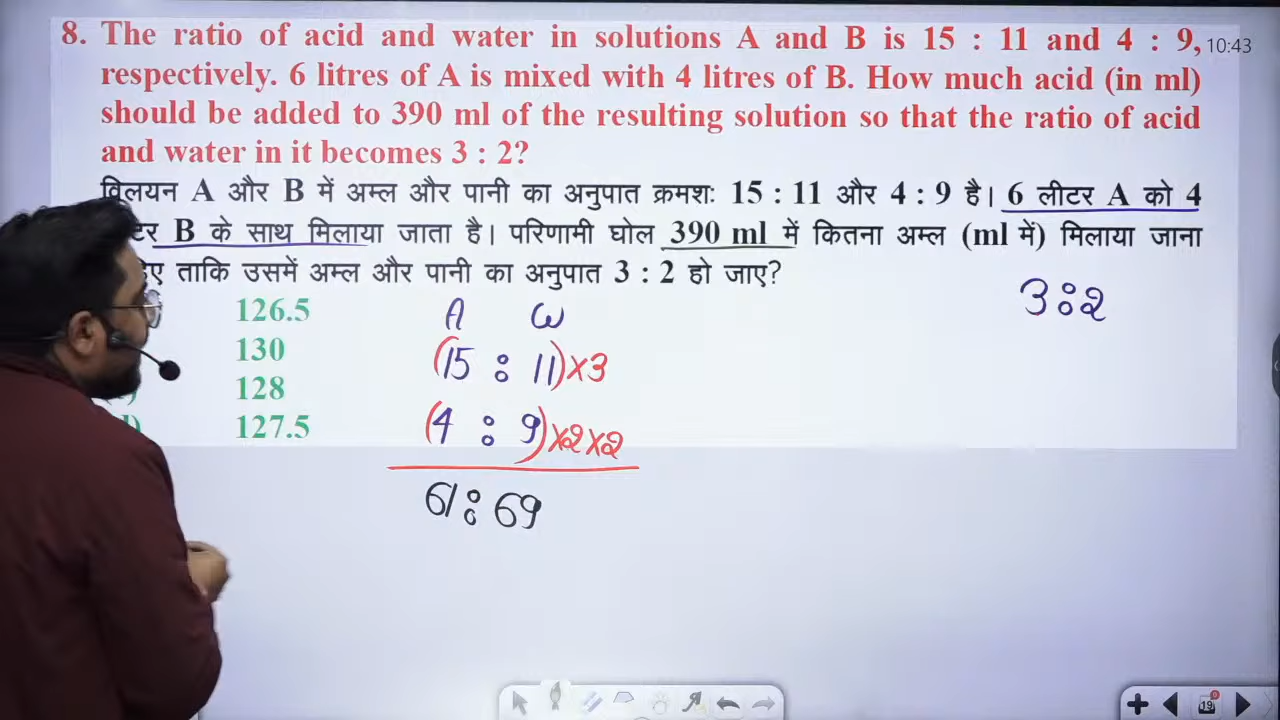 8. The ratio of acid and water in solutions A and B is 15 : 11 and 4 : 9,
10:43
respectively. 6 litres of A is mixed with 4 litres of B. How much acid (in ml)
should be added to 390 ml of the resulting solution so that the ratio of acid
and water in it becomes 3 : 2?
विलयन A और B में अम्ल और पानी का अनुपात क्रमशः 15 : 11 और 4 : 9 है। 6 लीटर A को 4
B के साथ मिलाया जाता है। परिणामी घोल 390 ml में कितना अम्ल (ml में) मिलाया जाना
ताकि उसमें अम्ल और पानी का अनुपात 3 : 2 हो जाए?
3 : 2
126.5
A W
130
(15 : 11)×3
128
127.5
(4 : 9)×2×2
61 : 69
19